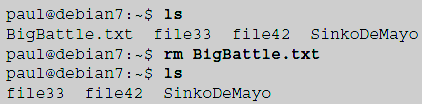 paul@debian7:~$ ls
BigBattle.txt  file33  file42  SinkoDeMayo
paul@debian7:~$ rm BigBattle.txt
paul@debian7:~$ ls
file33  file42  SinkoDeMayo